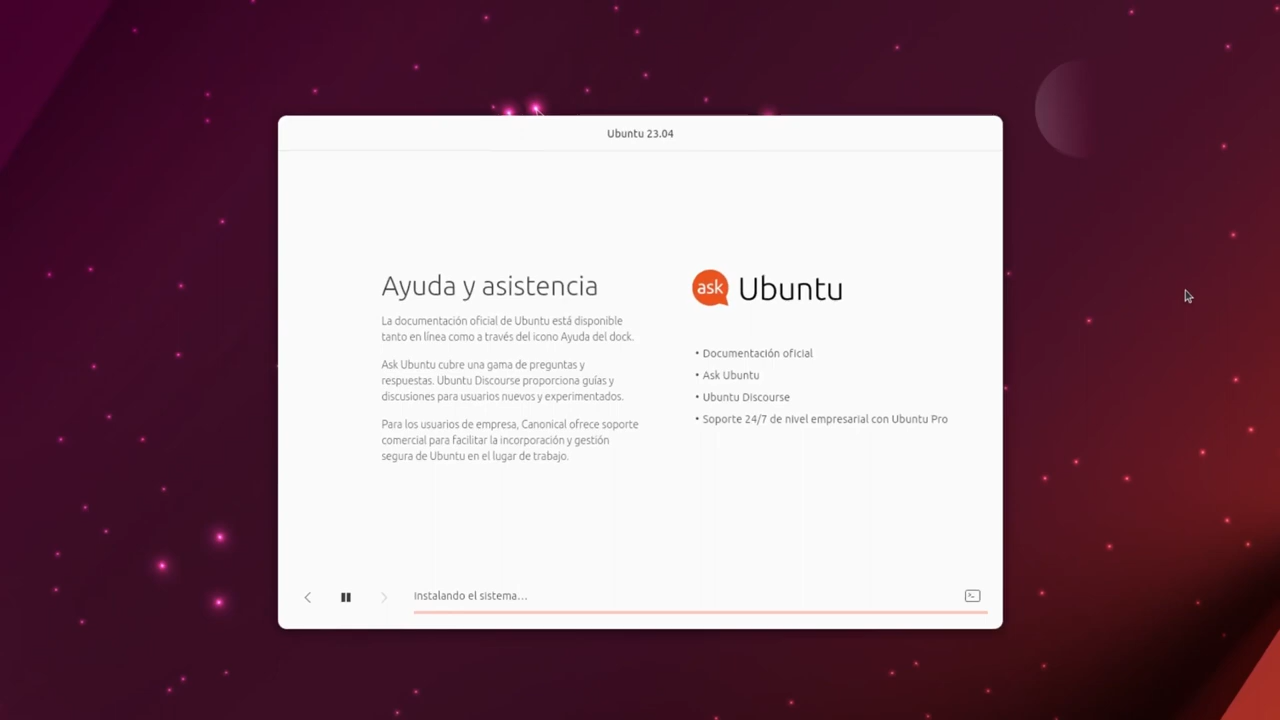 Ubuntu 23.04
Ayuda y asistencia
La documentación oficial de Ubuntu está disponible
tanto en línea como a través del icono Ayuda del dock.
Ask Ubuntu cubre una gama de preguntas y
respuestas. Ubuntu Discourse proporciona guías y
discusiones para usuarios nuevos y experimentados.
Para los usuarios de empresa, Canonical ofrece soporte
comercial para facilitar la incorporación y gestión
segura de Ubuntu en el lugar de trabajo.
ask Ubuntu
• Documentación oficial
• Ask Ubuntu
• Ubuntu Discourse
• Soporte 24/7 de nivel empresarial con Ubuntu Pro
Instalando el sistema...